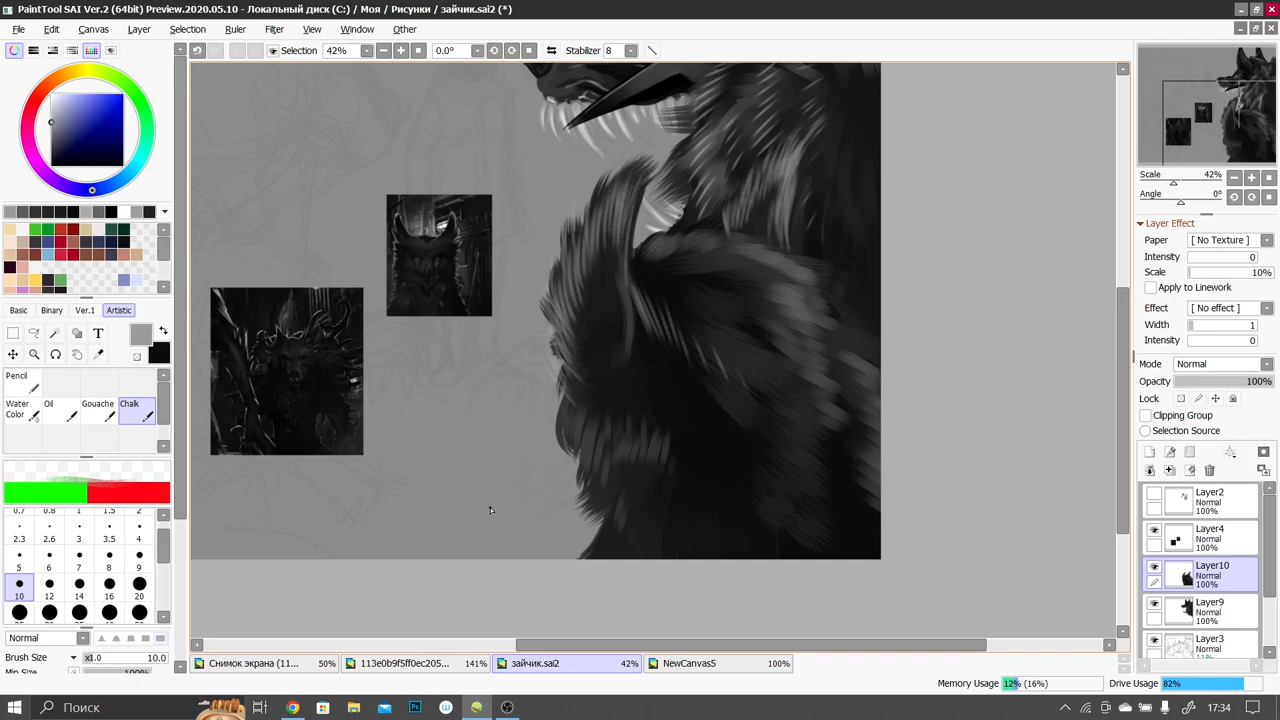 PaintTool SAI Ver.2 (64bit) Preview.2020.05.10 - Локальный диск (C:) / Моя / Рисунки / зайчик.sai2 (*)
File Edit Canvas Layer Selection Ruler Filter View Window Other
Selection 42% 0.0° Stabilizer 8
Scale 42%
Angle 0°
Layer Effect
Paper [ No Texture ]
Intensity 0
Scale 10%
Apply to Linework
Effect [ No effect ]
Width 1
Intensity 0
Mode Normal
Opacity 100%
Lock
Clipping Group
Selection Source
Layer2
Normal
100%
Layer4
Normal
100%
Layer10
Normal
100%
Layer9
Normal
100%
Layer3
Normal
Basic Binary Ver.1 Artistic
Pencil
Water Color Oil Gouache Chalk
0.7 0.8 1 1.5 2
2.3 2.6 3 3.5 4
5 6 7 8 9
10 12 14 16 20
Normal
Brush Size x1.0 10.0
Min Size
Снимок экрана (11... 50% 113e0b9f5ff0ec205... 141% зайчик.sai2 42% NewCanvas5 100%
Memory Usage 12% (16%) Drive Usage 82%
Поиск 17:34